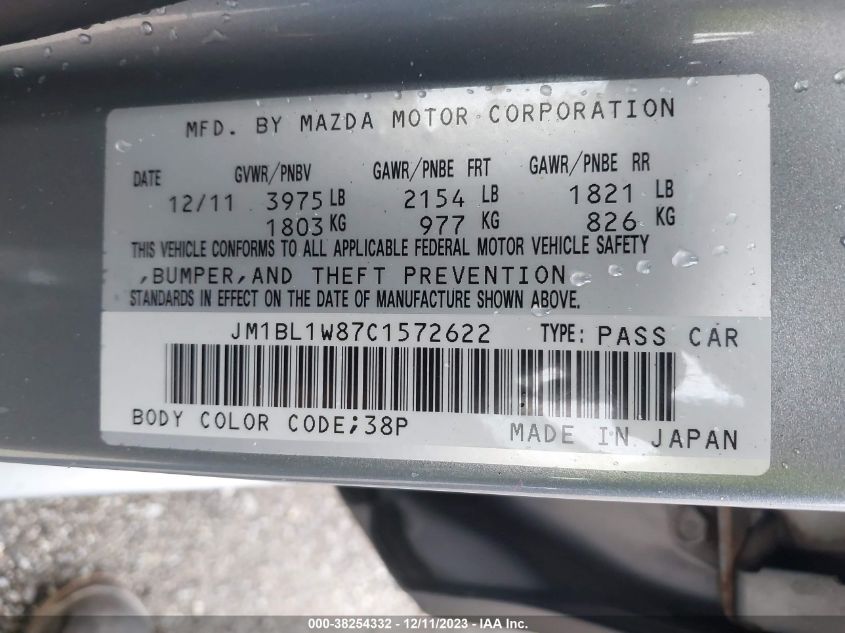 MFD. BY MAZDA MOTOR CORPORATION
DATE GVWR/PNBV GAWR/PNBE FRT GAWR/PNBE RR
12/11 3975 LB 2154 LB 1821 LB
1803 KG 977 KG 826 KG
THIS VEHICLE CONFORMS TO ALL APPLICABLE FEDERAL MOTOR VEHICLE SAFETY
,BUMPER,AND THEFT PREVENTION
STANDARDS IN EFFECT ON THE DATE OF MANUFACTURE SHOWN ABOVE.
JM1BL1W87C1572622 TYPE: PASS CAR
BODY COLOR CODE;38P MADE IN JAPAN
000-38254332 - 12/11/2023 - IAA Inc.